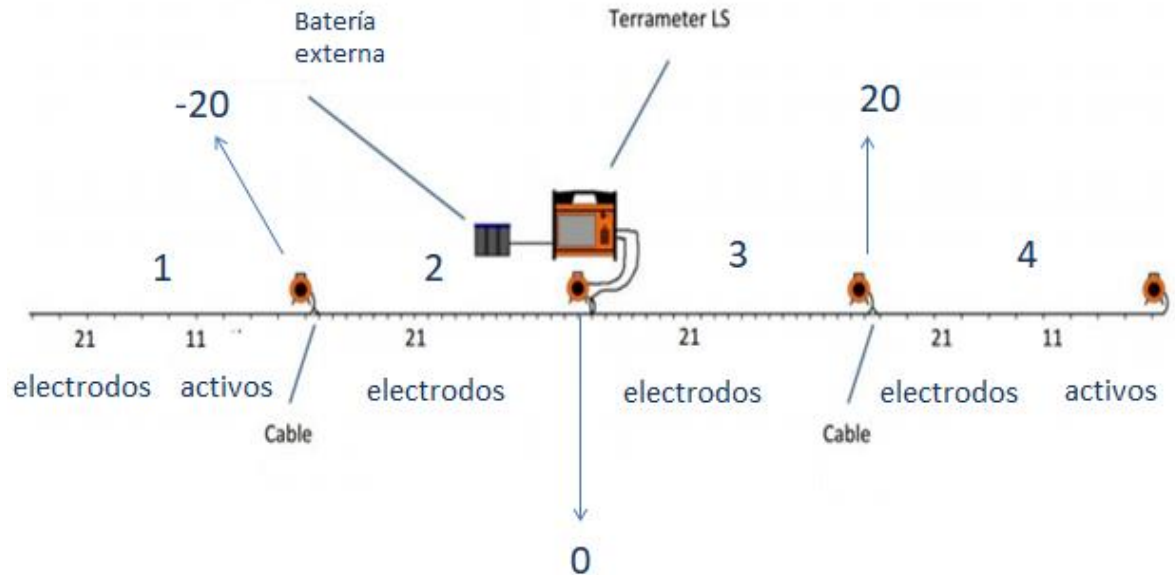 Batería
externa
Terrameter LS
-20
20
1
2
3
4
21
11
21
21
21
11
electrodos
activos
electrodos
electrodos
electrodos
activos
Cable
Cable
0